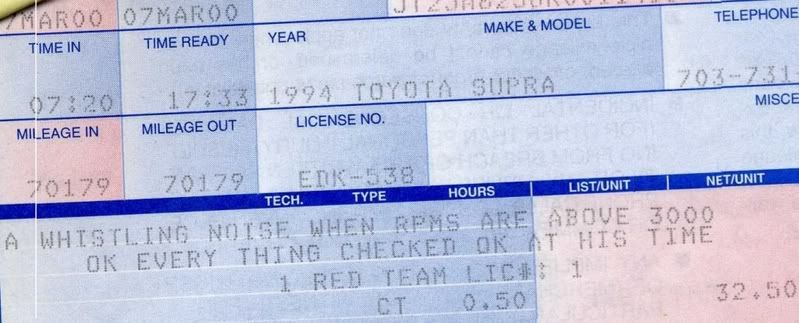 7MAR00 07MAR00
TIME IN TIME READY YEAR MAKE & MODEL TELEPHONE
07:20 17:33 1994 TOYOTA SUPRA 703-731-
MILEAGE IN MILEAGE OUT LICENSE NO. MISCE
70179 70179 EDK-538
TECH. TYPE HOURS LIST/UNIT NET/UNIT
A WHISTLING NOISE WHEN RPMS ARE ABOVE 3000
OK EVERY THING CHECKED OK AT HIS TIME
1 RED TEAM LIC#: 1
CT 0.50 32.50